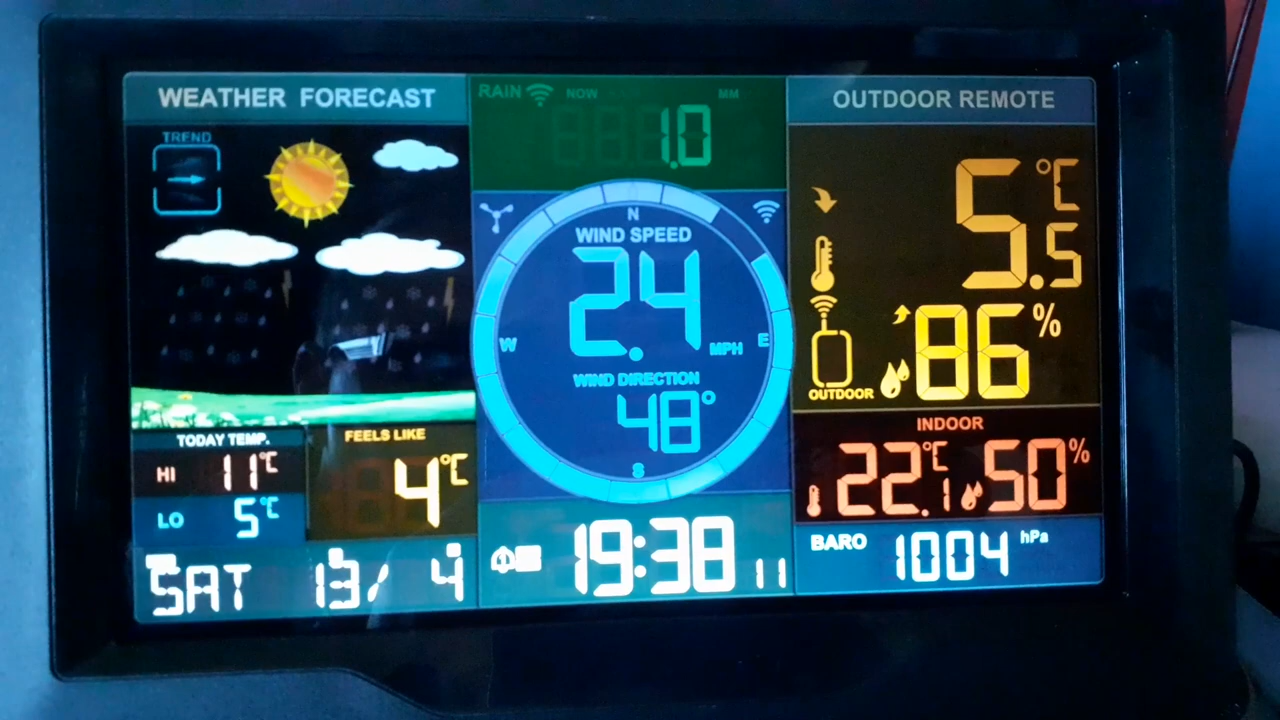 WEATHER FORECAST
TREND
TODAY TEMP.
HI 11°C
LO 5°C
FEELS LIKE
4°C
SAT 13/ 4
RAIN NOW MM
1.0
N
WIND SPEED
2.4 MPH
W E
WIND DIRECTION
48°
S
19:38 11
OUTDOOR REMOTE
5.5 °C
86%
OUTDOOR
INDOOR
22.1°C 50%
BARO 1004 hPa